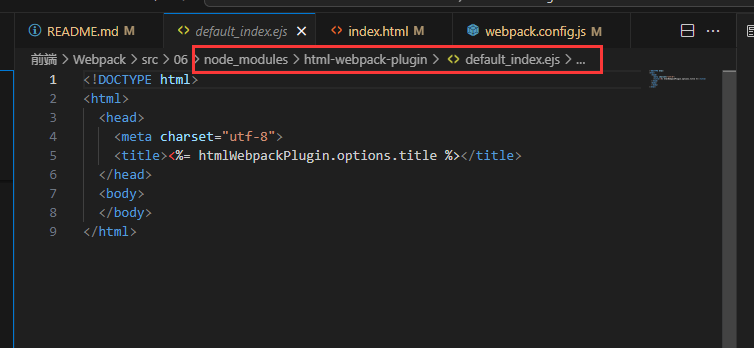 README.md M default_index.ejs index.html M webpack.config.js M ...
前端 > Webpack > src > 06 > node_modules > html-webpack-plugin > default_index.ejs > ...
1 <!DOCTYPE html>
2 <html>
3 <head>
4 <meta charset="utf-8">
5 <title><%= htmlWebpackPlugin.options.title %></title>
6 </head>
7 <body>
8 </body>
9 </html>